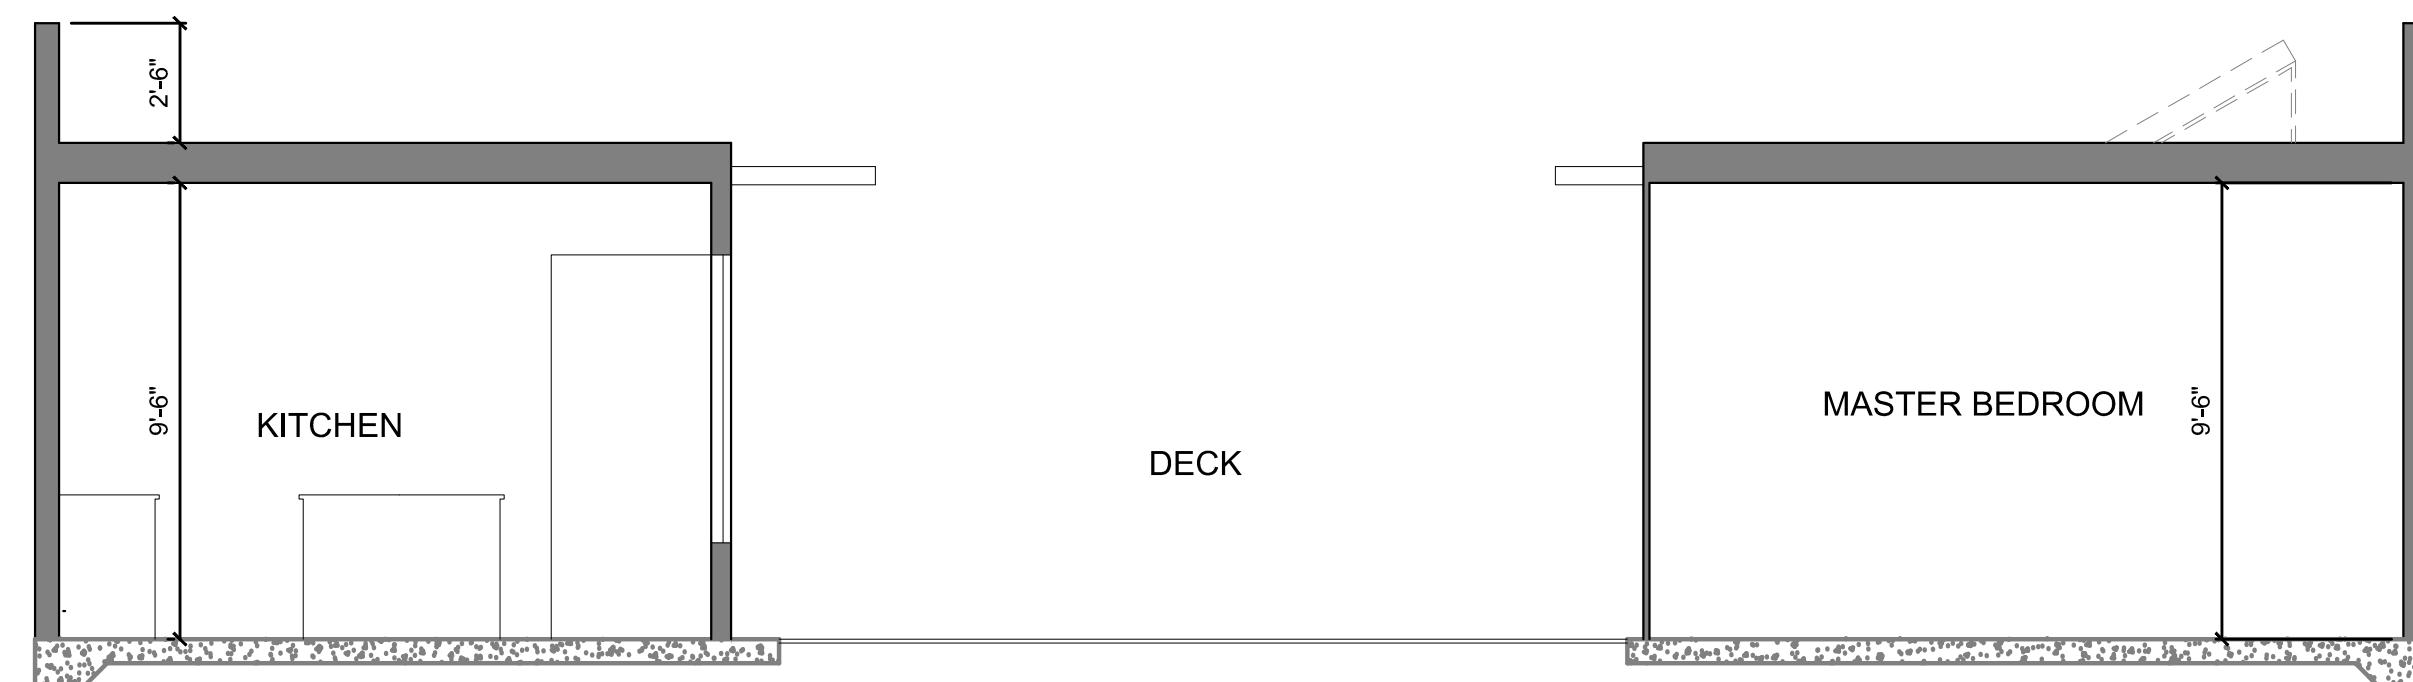 2'-6"
9'-6"
KITCHEN
DECK
MASTER BEDROOM
9'-6"